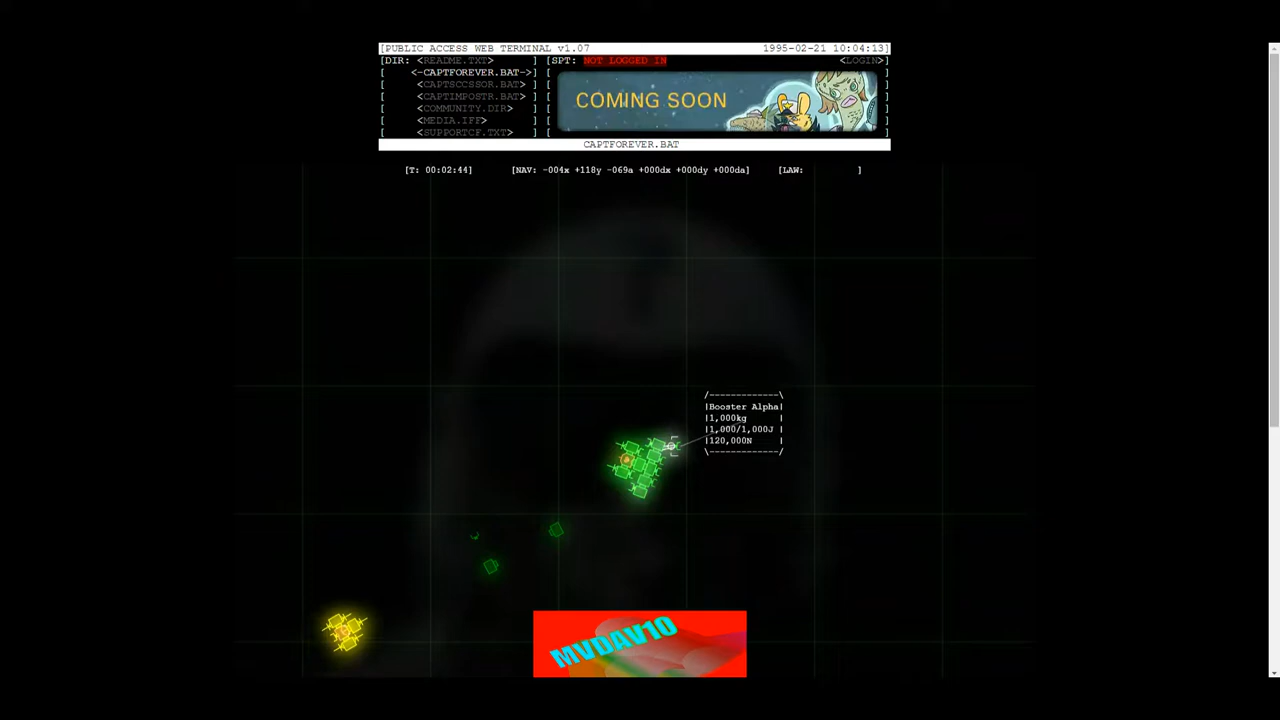 [PUBLIC ACCESS WEB TERMINAL v1.07 1995-02-21 10:04:13]
[DIR: <README.TXT> ] [SPT: NOT LOGGED IN <LOGIN>]
[ <-CAPTFOREVER.BAT->] [ ]
[ <CAPTSCCSSOR.BAT> ] [ ]
[ <CAPTIMPOSTR.BAT> ] [ COMING SOON ]
[ <COMMUNITY.DIR> ] [ ]
[ <MEDIA.IFF> ] [ ]
[ <SUPPORTCF.TXT> ] [ ]
CAPTFOREVER.BAT
[T: 00:02:44] [NAV: -004x +118y -069a +000dx +000dy +000da] [LAW: ]
/-------------\
|Booster Alpha|
|1,000kg |
|1,000/1,000J |
|120,000N |
\-------------/
MVDAV10